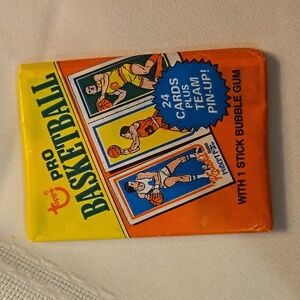 topps
PRO
BASKETBALL
24
CARDS
PLUS
TEAM
PIN-UP!
WITH 1 STICK BUBBLE GUM